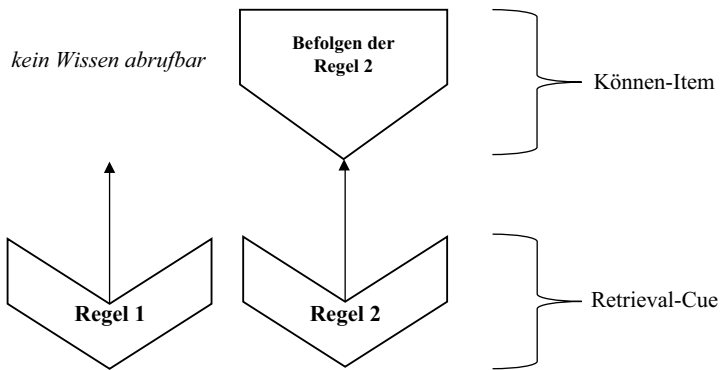 kein Wissen abrufbar
Befolgen der
Regel 2
Können-Item
Regel 1
Regel 2
Retrieval-Cue